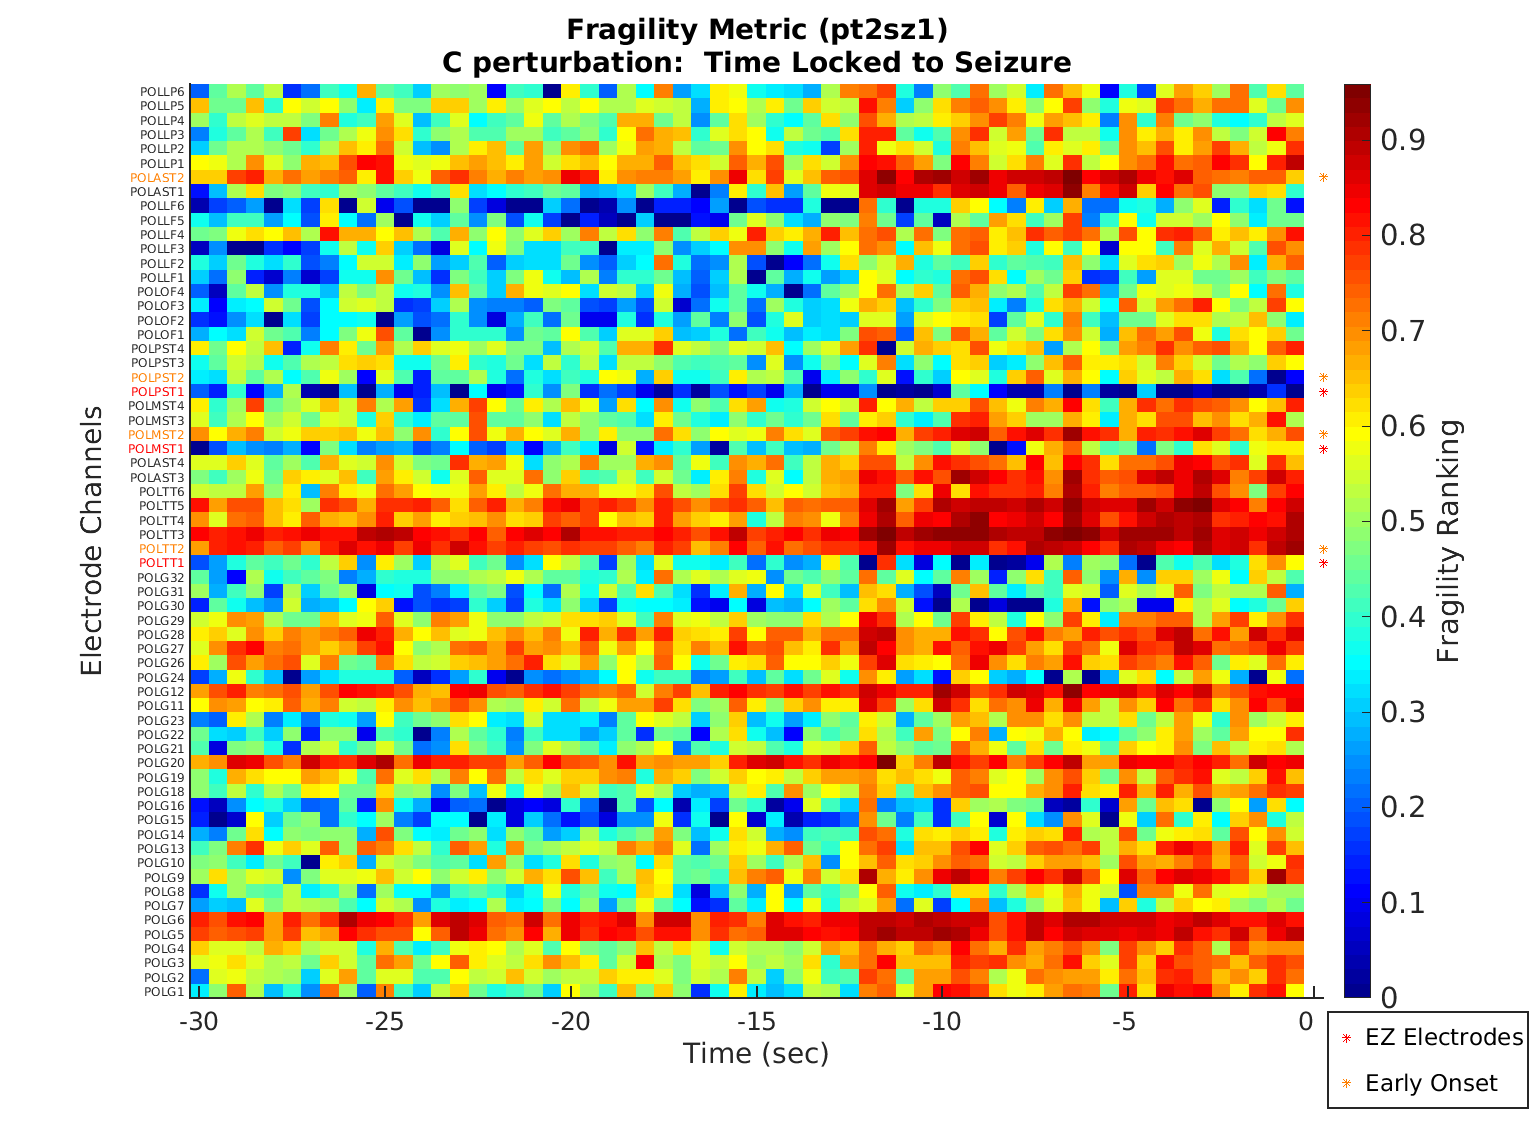 Fragility Metric (pt2sz1)
C perturbation:  Time Locked to Seizure
POLLP6
POLLP5
POLLP4
POLLP3
POLLP2
POLLP1
POLAST2
POLAST1
POLLF6
POLLF5
POLLF4
POLLF3
POLLF2
POLLF1
POLOF4
POLOF3
POLOF2
POLOF1
POLPST4
POLPST3
POLPST2
POLPST1
POLMST4
POLMST3
POLMST2
POLMST1
POLAST4
POLAST3
POLTT6
POLTT5
POLTT4
POLTT3
POLTT2
POLTT1
POLG32
POLG31
POLG30
POLG29
POLG28
POLG27
POLG26
POLG24
POLG12
POLG11
POLG23
POLG22
POLG21
POLG20
POLG19
POLG18
POLG16
POLG15
POLG14
POLG13
POLG10
POLG9
POLG8
POLG7
POLG6
POLG5
POLG4
POLG3
POLG2
POLG1
Electrode Channels
-30 -25 -20 -15 -10 -5 0
Time (sec)
0.9
0.8
0.7
0.6
0.5
0.4
0.3
0.2
0.1
0
Fragility Ranking
EZ Electrodes
Early Onset